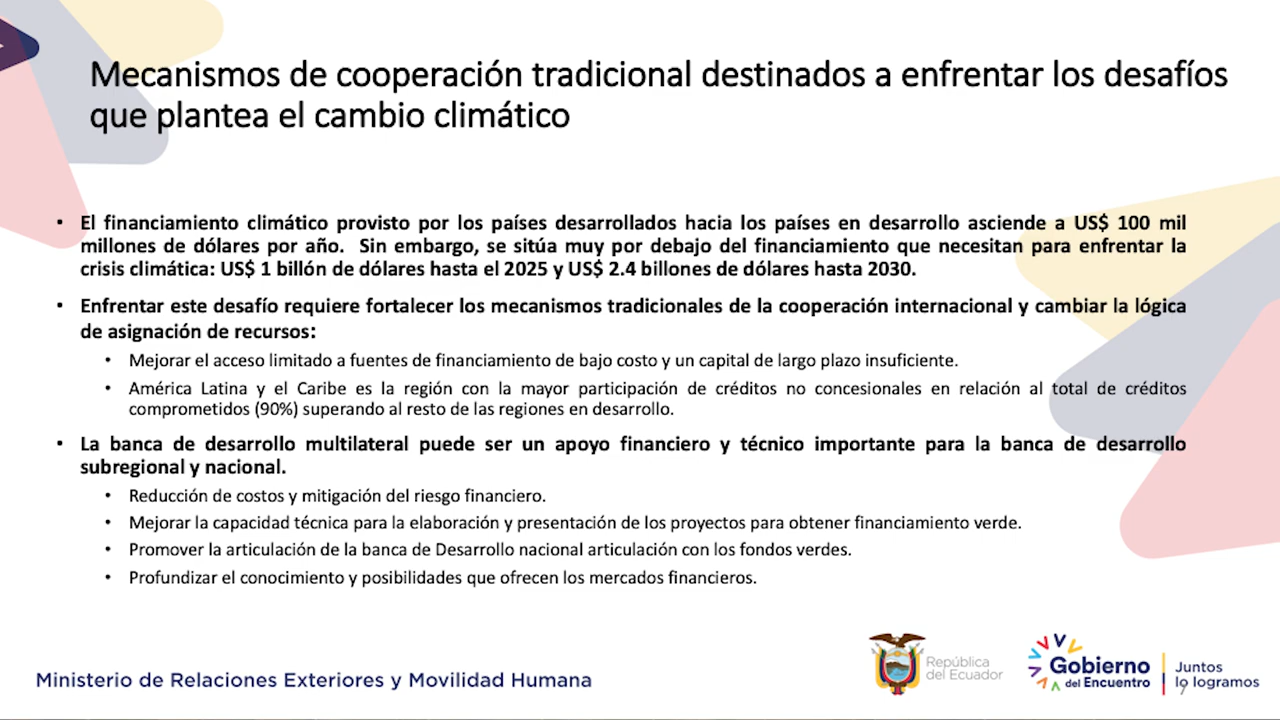 Mecanismos de cooperación tradicional destinados a enfrentar los desafíos
que plantea el cambio climático
• El financiamiento climático provisto por los países desarrollados hacia los países en desarrollo asciende a US$ 100 mil
millones de dólares por año. Sin embargo, se sitúa muy por debajo del financiamiento que necesitan para enfrentar la
crisis climática: US$ 1 billón de dólares hasta el 2025 y US$ 2.4 billones de dólares hasta 2030.
• Enfrentar este desafío requiere fortalecer los mecanismos tradicionales de la cooperación internacional y cambiar la lógica
de asignación de recursos:
• Mejorar el acceso limitado a fuentes de financiamiento de bajo costo y un capital de largo plazo insuficiente.
• América Latina y el Caribe es la región con la mayor participación de créditos no concesionales en relación al total de créditos
comprometidos (90%) superando al resto de las regiones en desarrollo.
• La banca de desarrollo multilateral puede ser un apoyo financiero y técnico importante para la banca de desarrollo
subregional y nacional.
• Reducción de costos y mitigación del riesgo financiero.
• Mejorar la capacidad técnica para la elaboración y presentación de los proyectos para obtener financiamiento verde.
• Promover la articulación de la banca de Desarrollo nacional articulación con los fondos verdes.
• Profundizar el conocimiento y posibilidades que ofrecen los mercados financieros.
Ministerio de Relaciones Exteriores y Movilidad Humana
República
del Ecuador
Gobierno
del Encuentro
Juntos
lo logramos
7